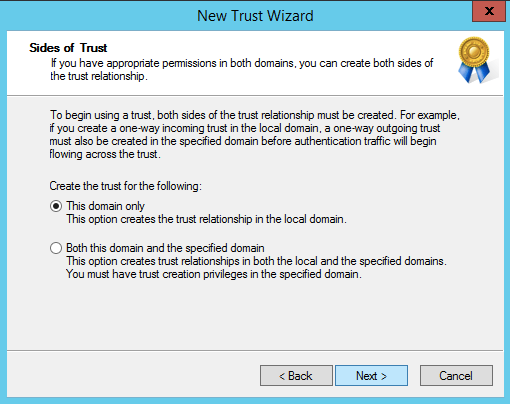 New Trust Wizard
x
Sides of Trust
If you have appropriate permissions in both domains, you can create both sides of
the trust relationship.
To begin using a trust, both sides of the trust relationship must be created. For example,
if you create a one-way incoming trust in the local domain, a one-way outgoing trust
must also be created in the specified domain before authentication traffic will begin
flowing across the trust.
Create the trust for the following:
This domain only
This option creates the trust relationship in the local domain.
Both this domain and the specified domain
This option creates trust relationships in both the local and the specified domains.
You must have trust creation privileges in the specified domain.
< Back
Next >
Cancel